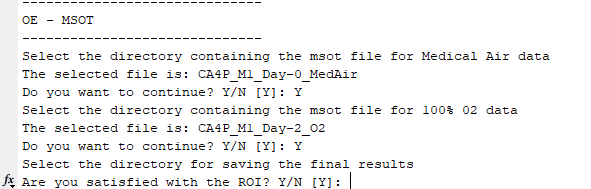 ------------------------------
OE - MSOT
------------------------------
Select the directory containing the msot file for Medical Air data
The selected file is: CA4P_M1_Day-0_MedAir
Do you want to continue? Y/N [Y]: Y
Select the directory containing the msot file for 100% O2 data
The selected file is: CA4P_M1_Day-2_O2
Do you want to continue? Y/N [Y]: Y
Select the directory for saving the final results
fx Are you satisfied with the ROI? Y/N [Y]: